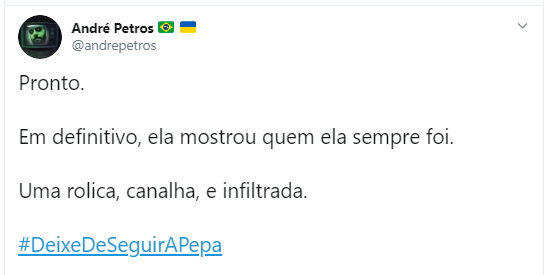 André Petros 🇧🇷 🇺🇦
@andrepetros
Pronto.
Em definitivo, ela mostrou quem ela sempre foi.
Uma rolica, canalha, e infiltrada.
#DeixeDeSeguirAPepa